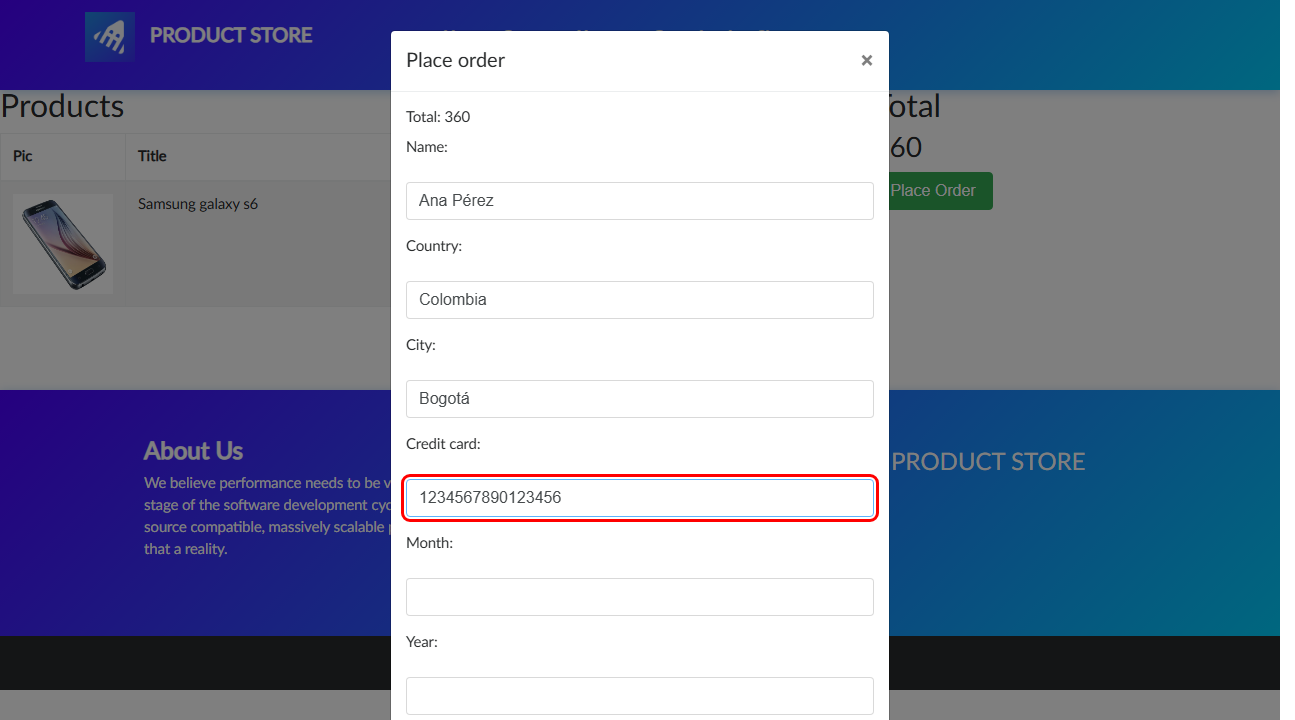 PRODUCT STORE
Place order
×
Products
Total: 360
otal
Pic
Title
Name:
60
Samsung galaxy s6
Ana Pérez
Place Order
Country:
Colombia
City:
Bogotá
Credit card:
About Us
PRODUCT STORE
We believe performance needs to be v
stage of the software development cyc
source compatible, massively scalable
that a reality.
1234567890123456
Month:
Year: